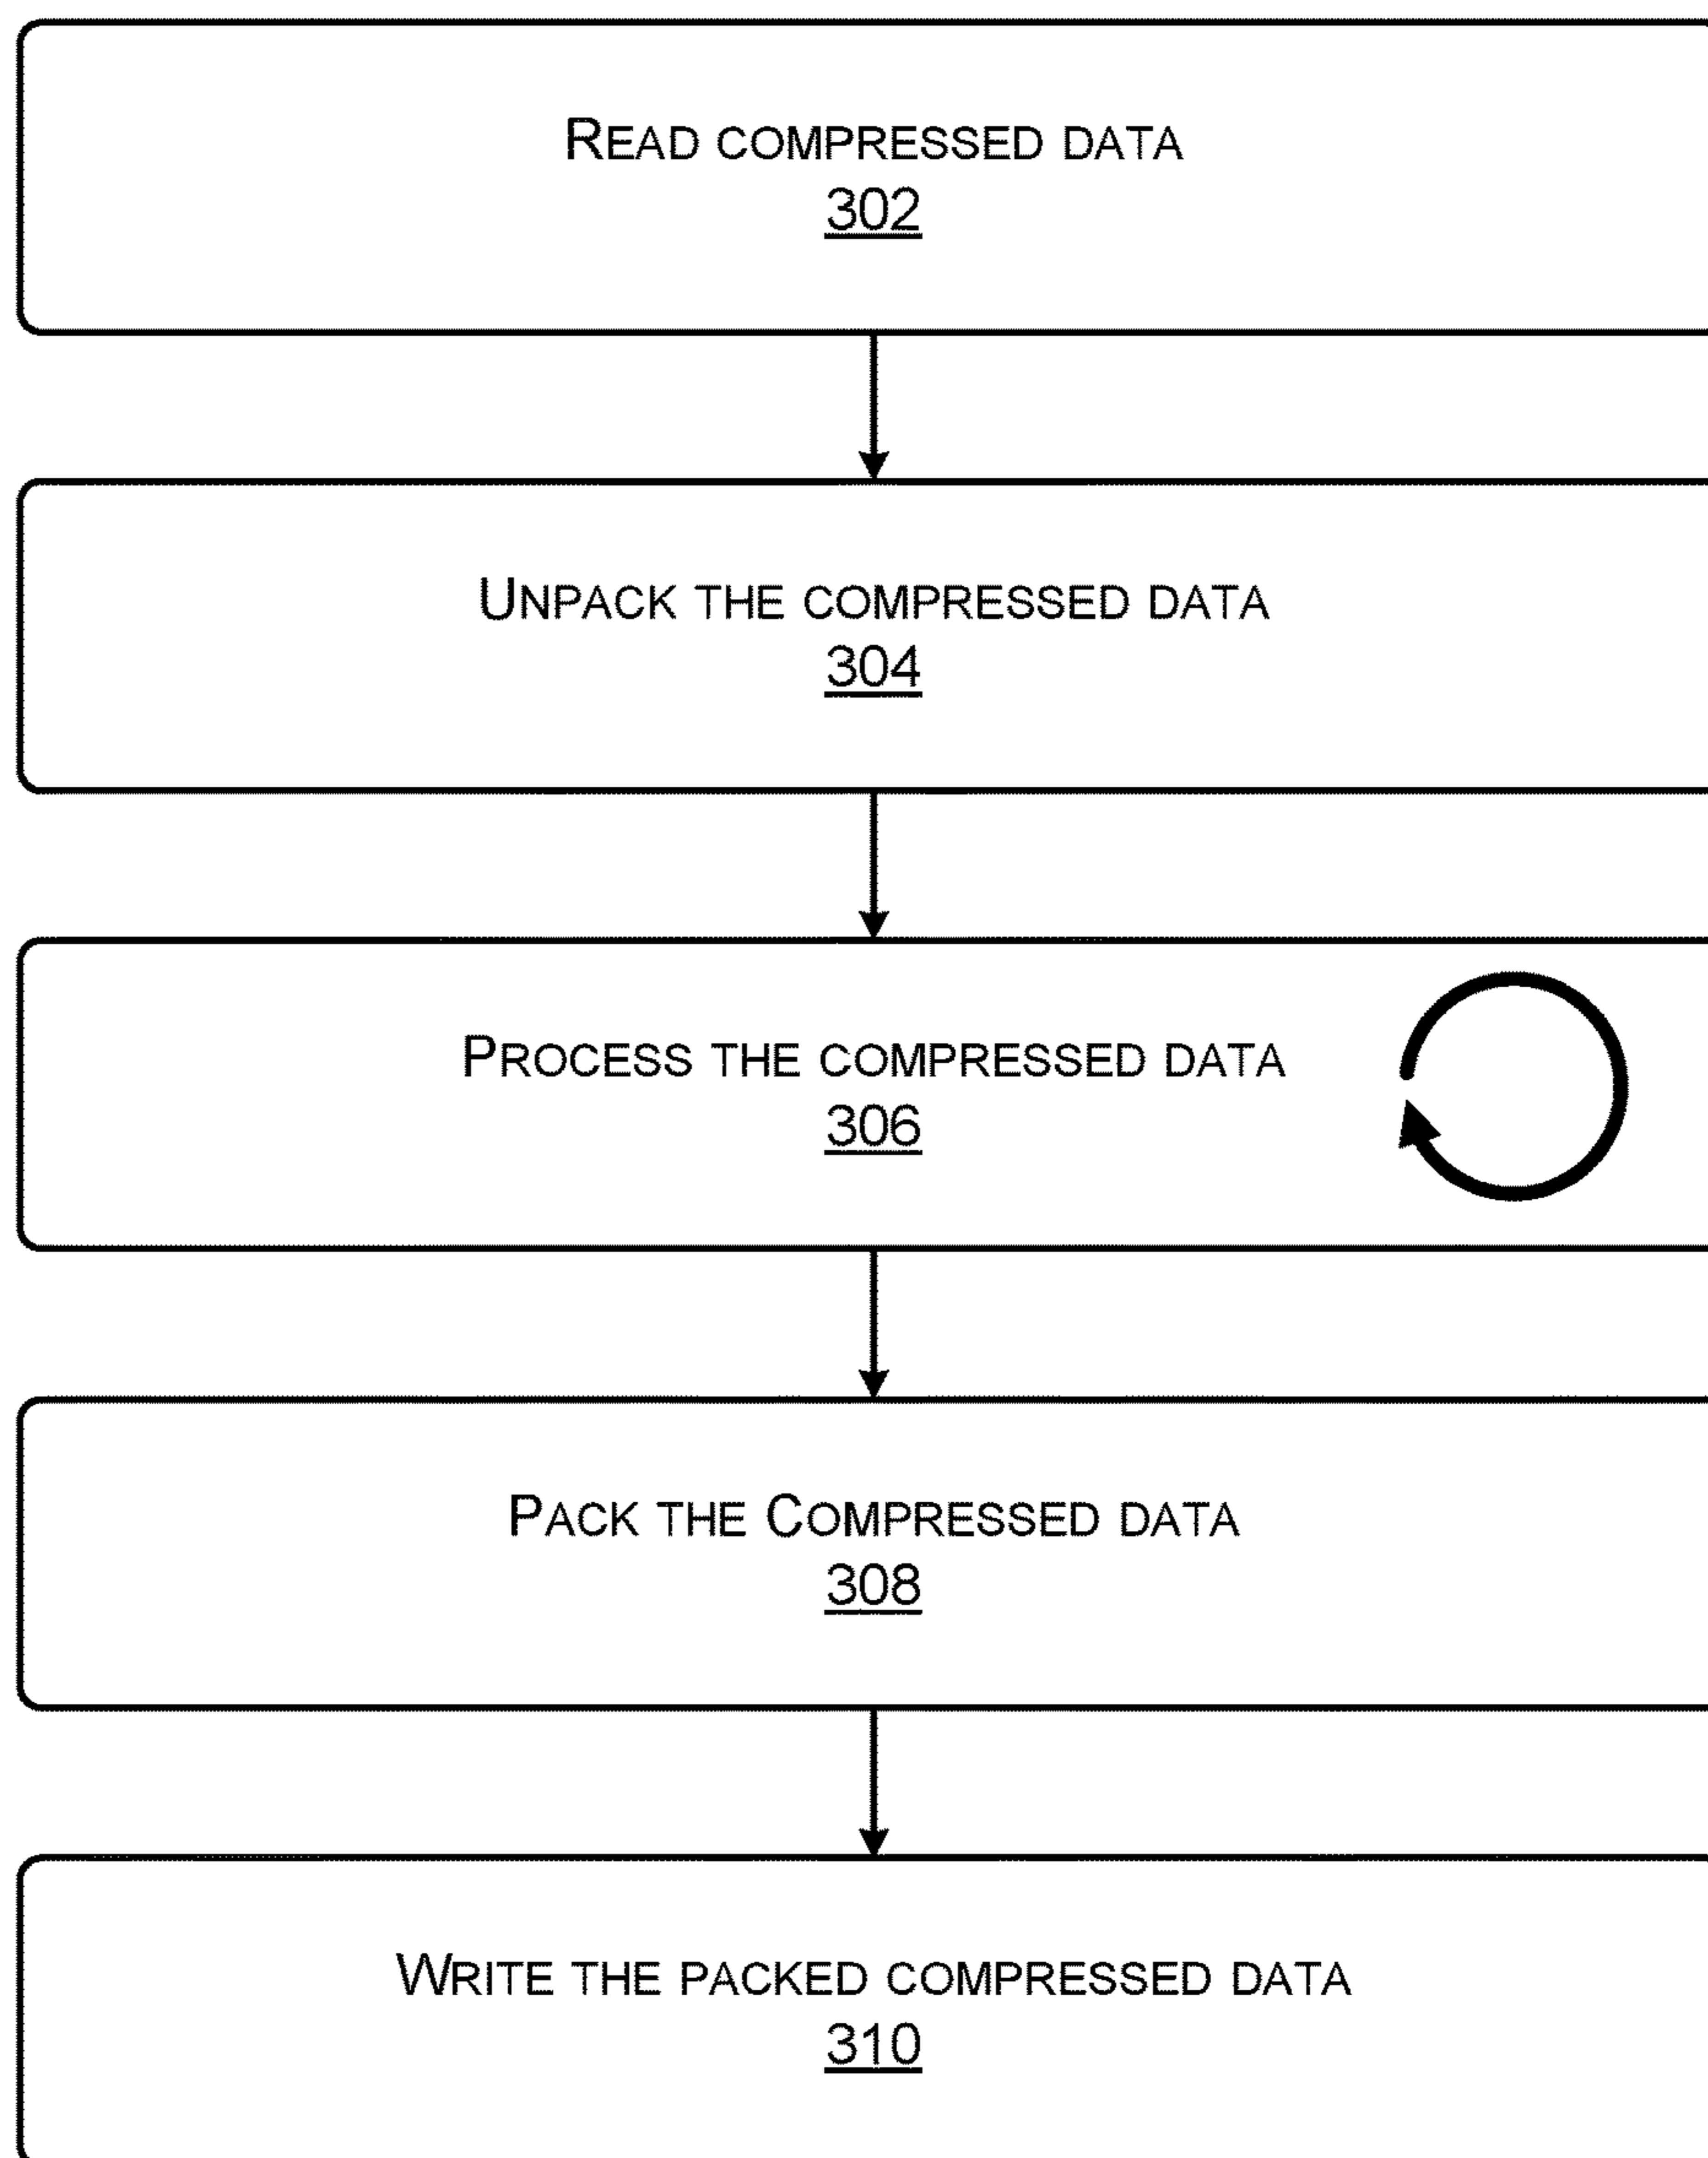 READ COMPRESSED DATA
302
UNPACK THE COMPRESSED DATA
304
PROCESS THE COMPRESSED DATA
306
PACK THE COMPRESSED DATA
308
WRITE THE PACKED COMPRESSED DATA
310